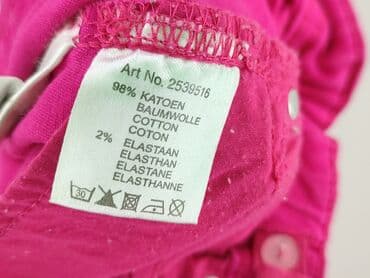 Art No. 2539516
98% KATOEN
BAUMWOLLE
COTTON
COTON
2% ELASTAAN
ELASTHAN
ELASTANE
ELASTHANNE
30